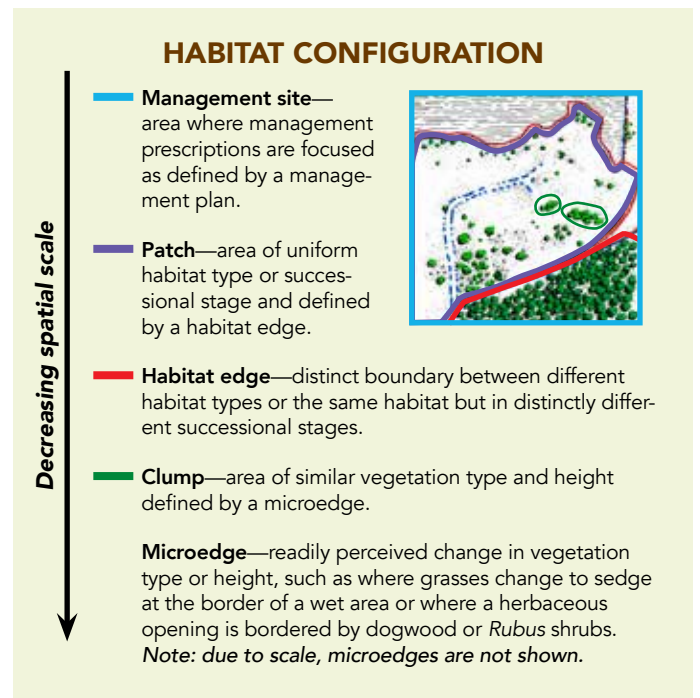 HABITAT CONFIGURATION
Decreasing spatial scale
Management site—
area where management
prescriptions are focused
as defined by a manage-
ment plan.
Patch—area of uniform
habitat type or succes-
sional stage and defined
by a habitat edge.
Habitat edge—distinct boundary between different
habitat types or the same habitat but in distinctly differ-
ent successional stages.
Clump—area of similar vegetation type and height
defined by a microedge.
Microedge—readily perceived change in vegetation
type or height, such as where grasses change to sedge
at the border of a wet area or where a herbaceous
opening is bordered by dogwood or Rubus shrubs.
Note: due to scale, microedges are not shown.